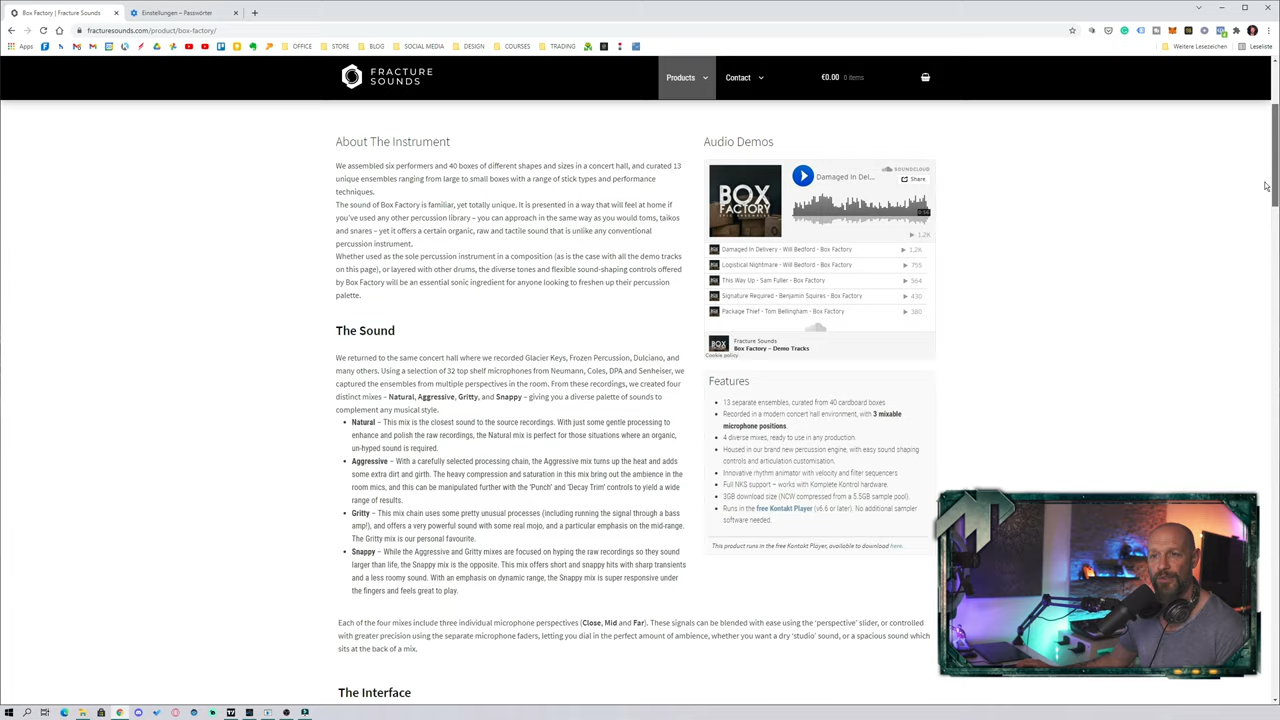 Box Factory | Fracture Sounds
Einstellungen – Passwörter
fracturesounds.com/product/box-factory/
Apps
OFFICE
STORE
BLOG
SOCIAL MEDIA
DESIGN
COURSES
TRADING
Weitere Lesezeichen
Leseliste
FRACTURE
SOUNDS
Products
Contact
€0.00 0 items
About The Instrument
We assembled six performers and 40 boxes of different shapes and sizes in a concert hall, and curated 13
unique ensembles ranging from large to small boxes with a range of stick types and performance
techniques.
The sound of Box Factory is familiar, yet totally unique. It is presented in a way that will feel at home if
you've used any other percussion library – you can approach in the same way as you would toms, taikos
and snares – yet it offers a certain organic, raw and tactile sound that is unlike any conventional
percussion instrument.
Whether used as the sole percussion instrument in a composition (as is the case with all the demo tracks
on this page), or layered with other drums, the diverse tones and flexible sound-shaping controls offered
by Box Factory will be an essential sonic ingredient for anyone looking to freshen up their percussion
palette.
The Sound
We returned to the same concert hall where we recorded Glacier Keys, Frozen Percussion, Dulciano, and
many others. Using a selection of 32 top shelf microphones from Neumann, Coles, DPA and Senheiser, we
captured the ensembles from multiple perspectives in the room. From these recordings, we created four
distinct mixes – Natural, Aggressive, Gritty, and Snappy – giving you a diverse palette of sounds to
complement any musical style.
Natural – This mix is the closest sound to the source recordings. With just some gentle processing to
enhance and polish the raw recordings, the Natural mix is perfect for those situations where an organic,
un-hyped sound is required.
Aggressive – With a carefully selected processing chain, the Aggressive mix turns up the heat and adds
some extra dirt and girth. The heavy compression and saturation in this mix bring out the ambience in the
room mics, and this can be manipulated further with the 'Punch' and 'Decay Trim' controls to yield a wide
range of results.
Gritty – This mix chain uses some pretty unusual processes (including running the signal through a bass
amp!), and offers a very powerful sound with some real mojo, and a particular emphasis on the mid-range.
The Gritty mix is our personal favourite.
Snappy – While the Aggressive and Gritty mixes are focused on hyping the raw recordings so they sound
larger than life, the Snappy mix is the opposite. This mix offers short and snappy hits with sharp transients
and a less roomy sound. With an emphasis on dynamic range, the Snappy mix is super responsive under
the fingers and feels great to play.
Each of the four mixes include three individual microphone perspectives (Close, Mid and Far). These signals can be blended with ease using the 'perspective' slider, or controlled
with greater precision using the separate microphone faders, letting you dial in the perfect amount of ambience, whether you want a dry 'studio' sound, or a spacious sound which
sits at the back of a mix.
The Interface
Audio Demos
BOX
FACTORY
Damaged In Del...
SOUNDCLOUD
Share
1.2K
Damaged In Delivery - Will Bedford - Box Factory 1.2K
Logistical Nightmare - Will Bedford - Box Factory 755
This Way Up - Sam Fuller - Box Factory 564
Signature Required - Benjamin Squires - Box Factory 430
Package Thief - Tom Bellingham - Box Factory 380
Fracture Sounds
Box Factory – Demo Tracks
Cookie policy
Features
13 separate ensembles, curated from 40 cardboard boxes
Recorded in a modern concert hall environment, with 3 mixable
microphone positions.
4 diverse mixes, ready to use in any production.
Housed in our brand new percussion engine, with easy sound shaping
controls and articulation customisation.
Innovative rhythm animator with velocity and filter sequencers
Full NKS support – works with Komplete Kontrol hardware.
3GB download size (NCW compressed from a 5.5GB sample pool).
Runs in the free Kontakt Player (v6.6 or later). No additional sampler
software needed.
This product runs in the free Kontakt Player, available to download here.